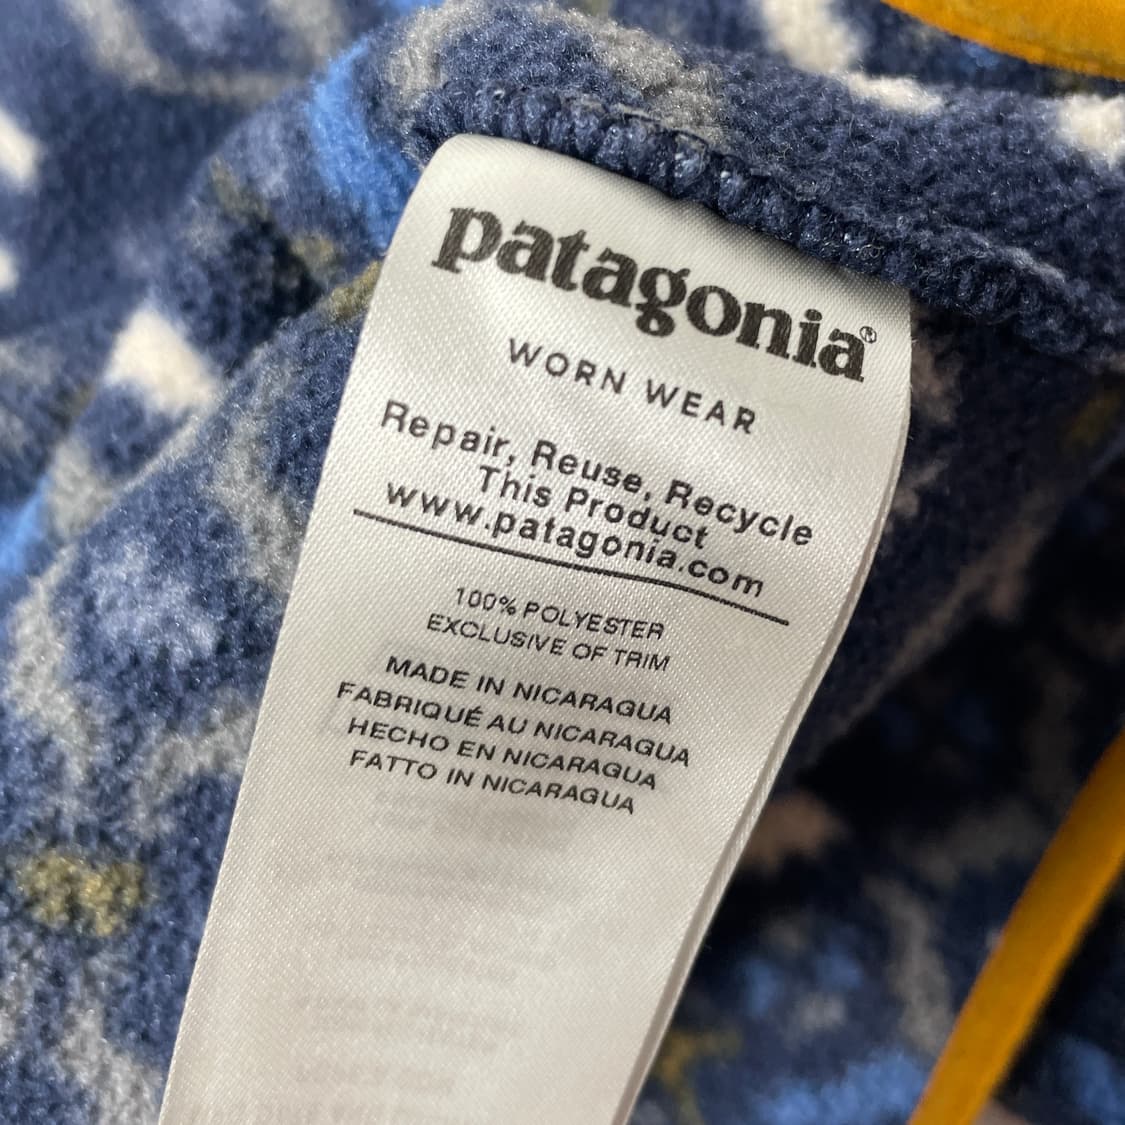 patagonia®
WORN WEAR
Repair, Reuse, Recycle
This Product
www.patagonia.com
100% POLYESTER
EXCLUSIVE OF TRIM
MADE IN NICARAGUA
FABRIQUÉ AU NICARAGUA
HECHO EN NICARAGUA
FATTO IN NICARAGUA